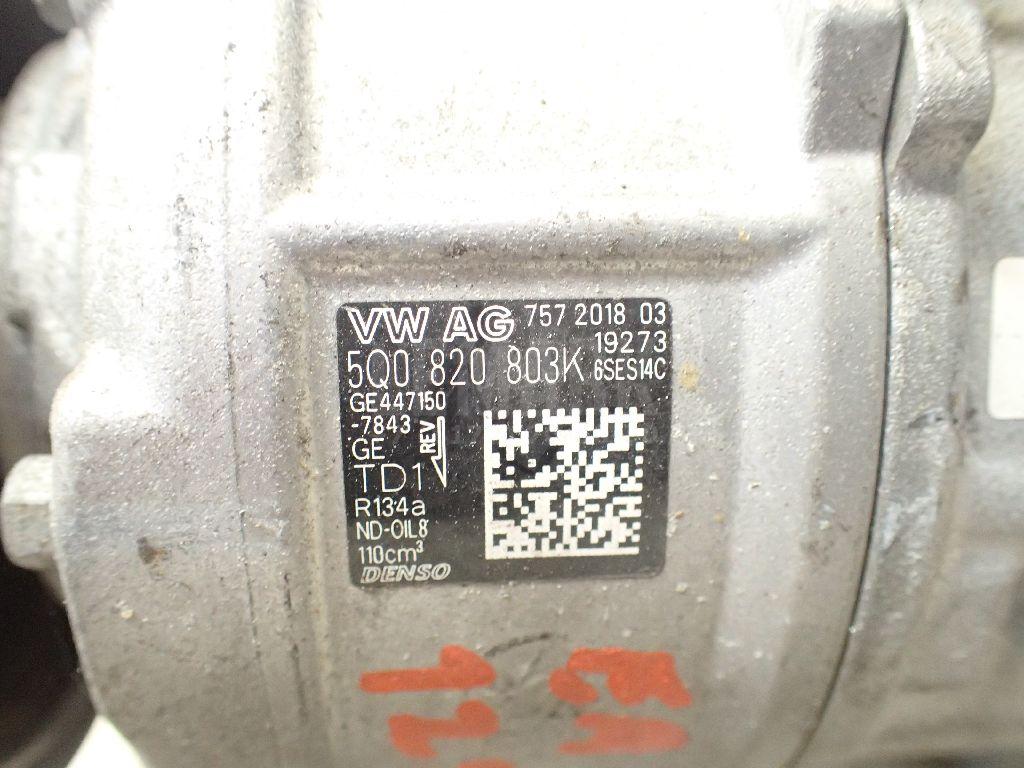 VW AG 757 2018 03
19273
5Q0 820 803K 6SES14C
GE447150
-7843
GE REV
TD1
R134a
ND-OIL8
110cm³
DENSO